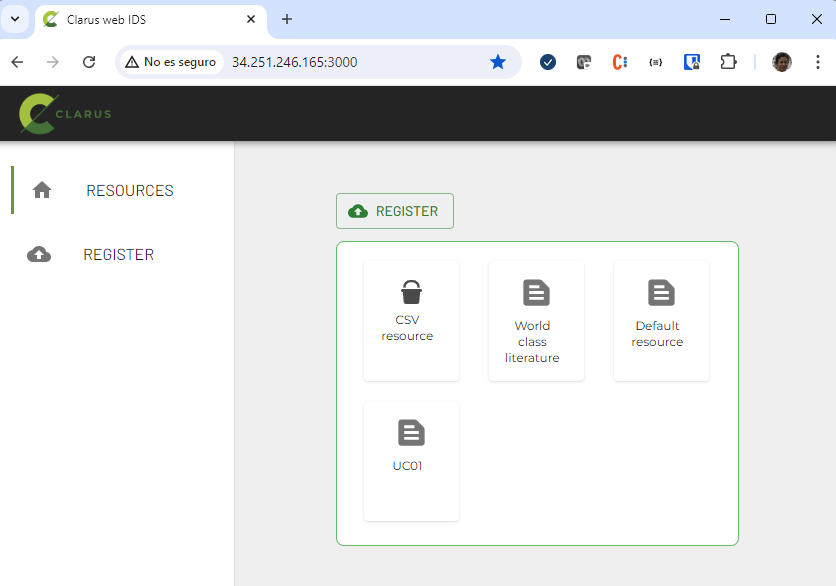 Clarus web IDS
No es seguro
34.251.246.165:3000
CLARUS
RESOURCES
REGISTER
REGISTER
CSV
resource
World
class
literature
Default
resource
UC01